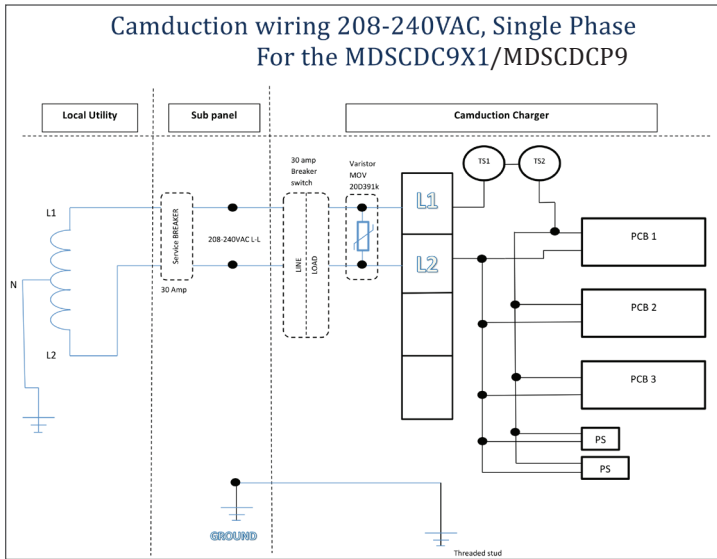 Camduction wiring 208-240VAC, Single Phase
For the MDSCDC9X1/MDSCDCP9
Local Utility
Sub panel
Camduction Charger
L1
N
L2
Service BREAKER
30 Amp
208-240VAC L-L
30 amp
Breaker
switch
LINE
LOAD
Varistor
MOV
20D391k
L1
L2
TS1
TS2
PCB 1
PCB 2
PCB 3
PS
PS
GROUND
Threaded stud